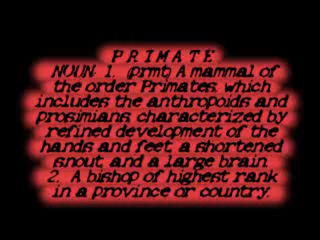 PRIMATE
NOUN: 1. (prmt) A mammal of
the order Primates, which
includes the anthropoids and
prosimians, characterized by
refined development of the
hands and feet, a shortened
snout, and a large brain.
2. A bishop of highest rank
in a province or country.